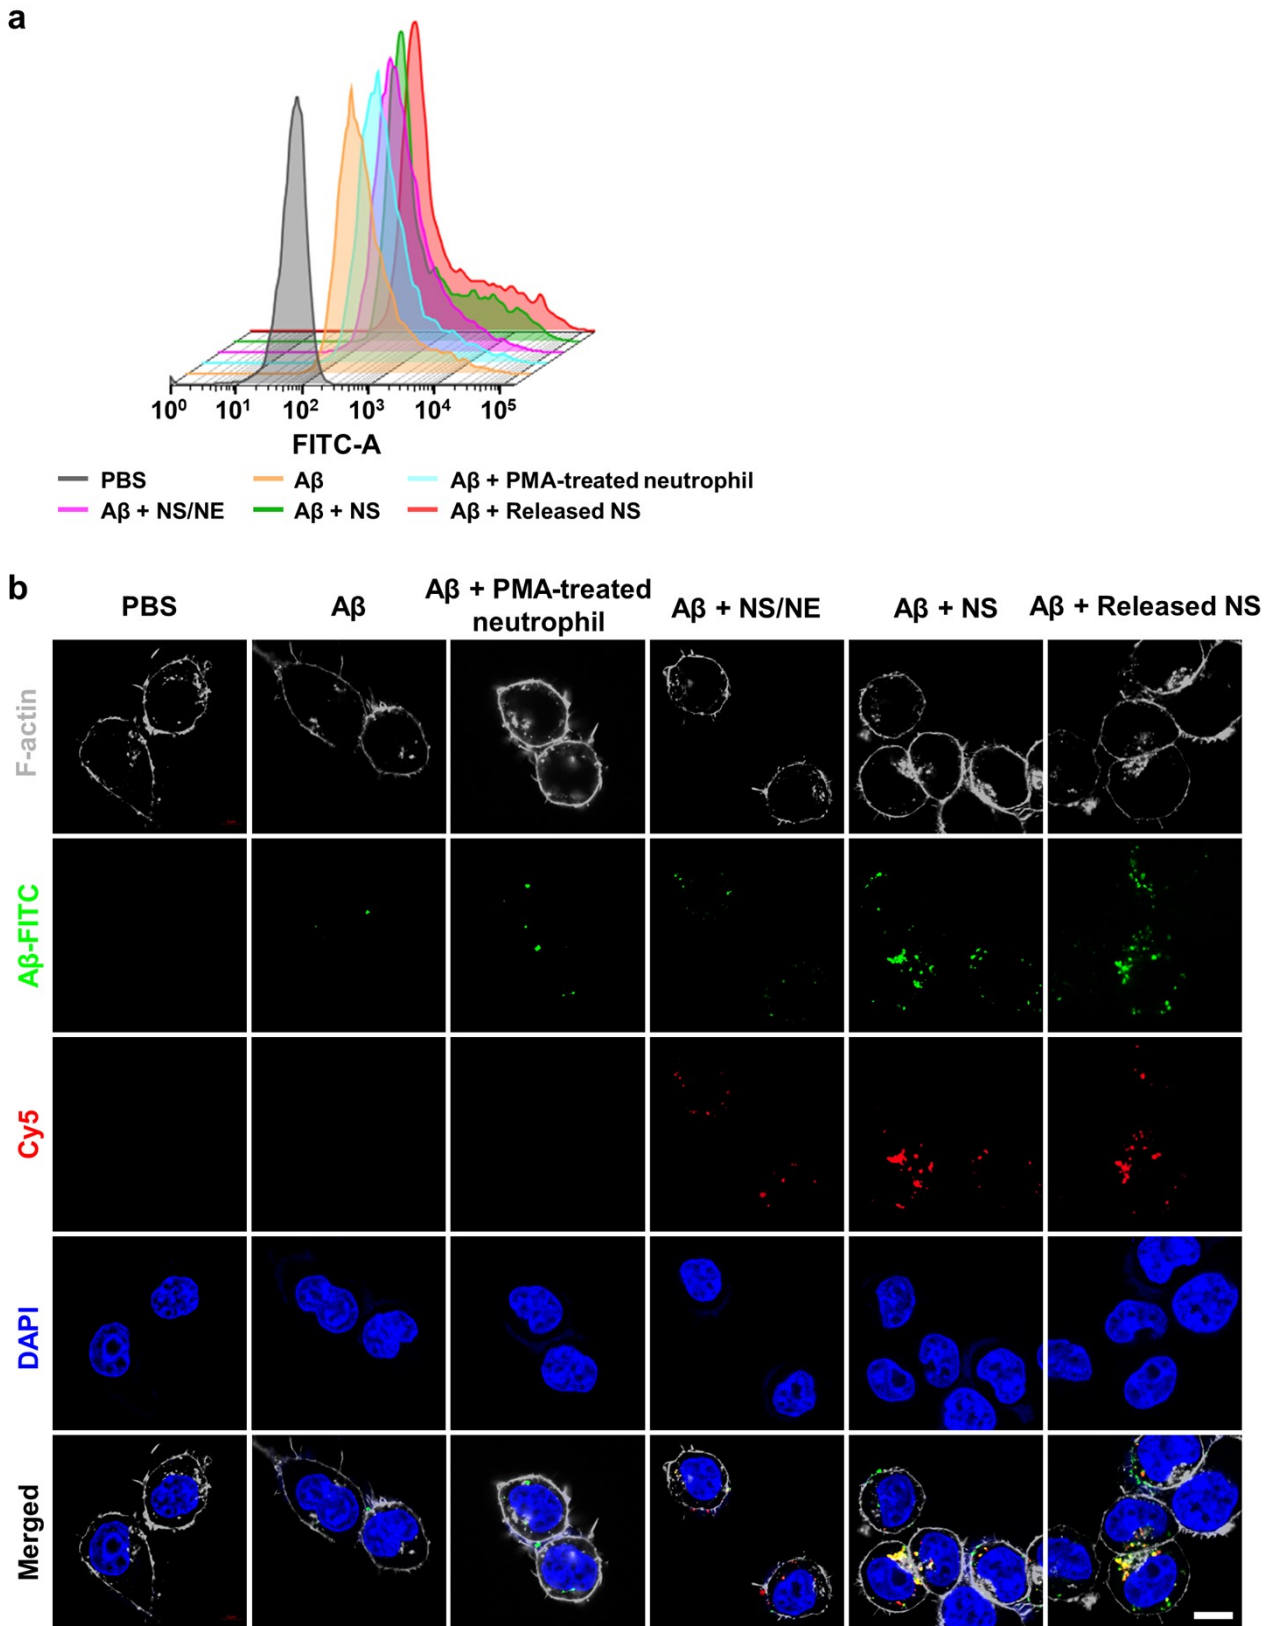 a
10⁰ 10¹ 10² 10³ 10⁴ 10⁵
FITC-A
PBS Aβ Aβ + PMA-treated neutrophil
Aβ + NS/NE Aβ + NS Aβ + Released NS
b
PBS Aβ Aβ + PMA-treated neutrophil Aβ + NS/NE Aβ + NS Aβ + Released NS
F-actin
Aβ-FITC
Cy5
DAPI
Merged